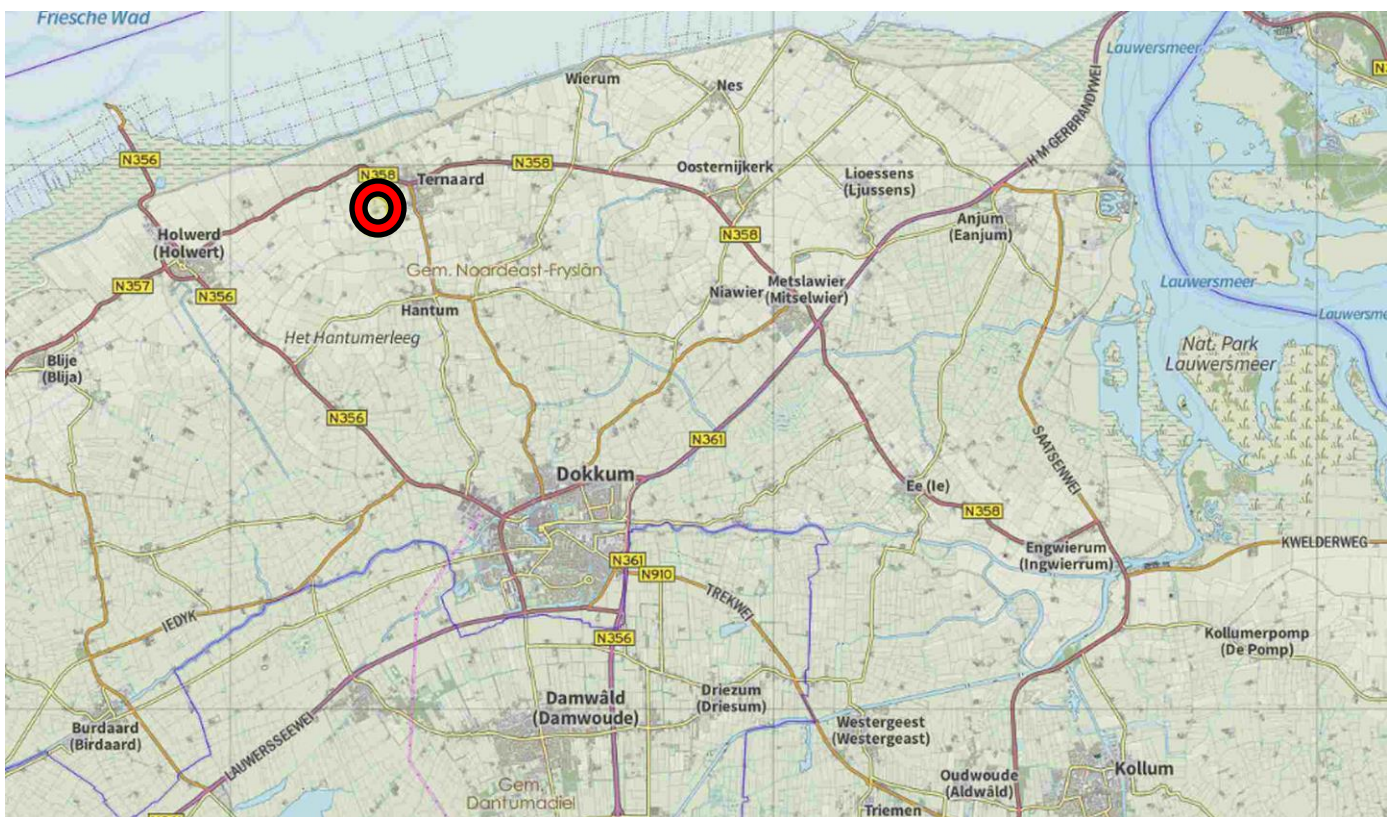 Friesche Wad
Lauwersmeer
Wierum
Nes
H M GERBRANDYWEI
N356
N358
N358
Ternaard
Oosternijkerk
Lioessens
(Ljussens)
Anjum
(Eanjum)
Holwerd
(Holwert)
N358
N357
N356
Gem. Noardeast-Fryslân
Hantum
Niawier
Metslawier
(Mitselwier)
Lauwersmeer
Het Hantumerleeg
Nat. Park
Lauwersmeer
Blije
(Blija)
N356
N361
SAATSENWEI
Dokkum
Ee (Ie)
N358
Engwierum
(Ingwierrum)
KWELDERWEG
N361
N910
TREKWEI
IEDYK
N356
Kollumerpomp
(De Pomp)
Damwâld
(Damwoude)
Driezum
(Driesum)
Burdaard
(Birdaard)
LAUWERSSEEWEI
Westergeest
(Westergeast)
Gem.
Dantumadiel
Oudwoude
(Aldwâld)
Kollum
Triemen